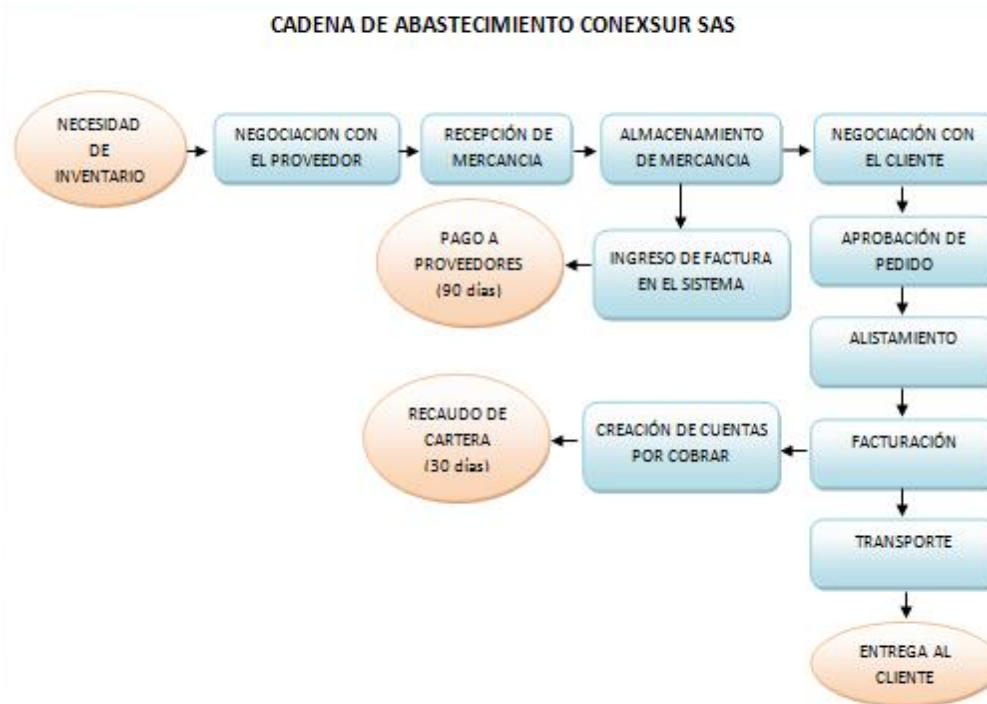 CADENA DE ABASTECIMIENTO CONEXSUR SAS
NECESIDAD
DE
INVENTARIO
NEGOCIACION CON
EL PROVEEDOR
RECEPCIÓN DE
MERCANCIA
ALMACENAMIENTO
DE MERCANCIA
NEGOCIACIÓN CON
EL CLIENTE
PAGO A
PROVEEDORES
(90 días)
INGRESO DE FACTURA
EN EL SISTEMA
APROBACIÓN DE
PEDIDO
ALISTAMIENTO
RECAUDO DE
CARTERA
(30 días)
CREACIÓN DE CUENTAS
POR COBRAR
FACTURACIÓN
TRANSPORTE
ENTREGA AL
CLIENTE